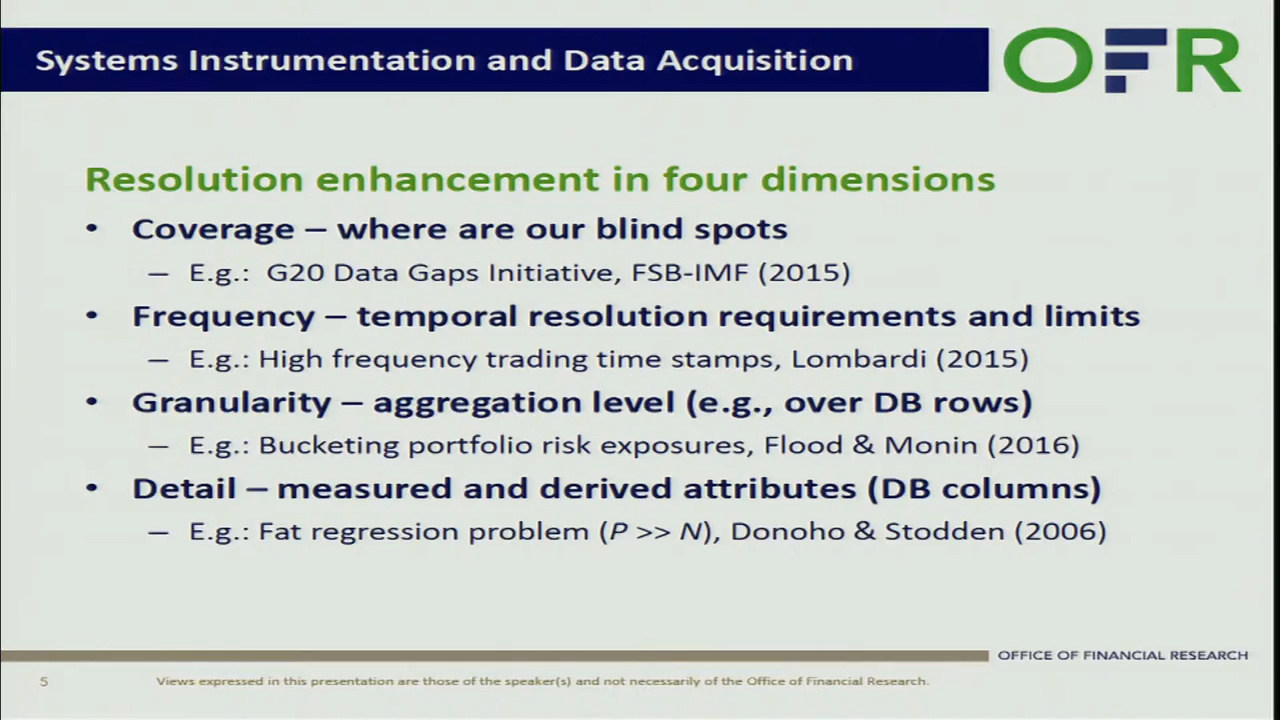 Systems Instrumentation and Data Acquisition
OFR
Resolution enhancement in four dimensions
• Coverage – where are our blind spots
– E.g.: G20 Data Gaps Initiative, FSB-IMF (2015)
• Frequency – temporal resolution requirements and limits
– E.g.: High frequency trading time stamps, Lombardi (2015)
• Granularity – aggregation level (e.g., over DB rows)
– E.g.: Bucketing portfolio risk exposures, Flood & Monin (2016)
• Detail – measured and derived attributes (DB columns)
– E.g.: Fat regression problem (P >> N), Donoho & Stodden (2006)
OFFICE OF FINANCIAL RESEARCH
5
Views expressed in this presentation are those of the speaker(s) and not necessarily of the Office of Financial Research.